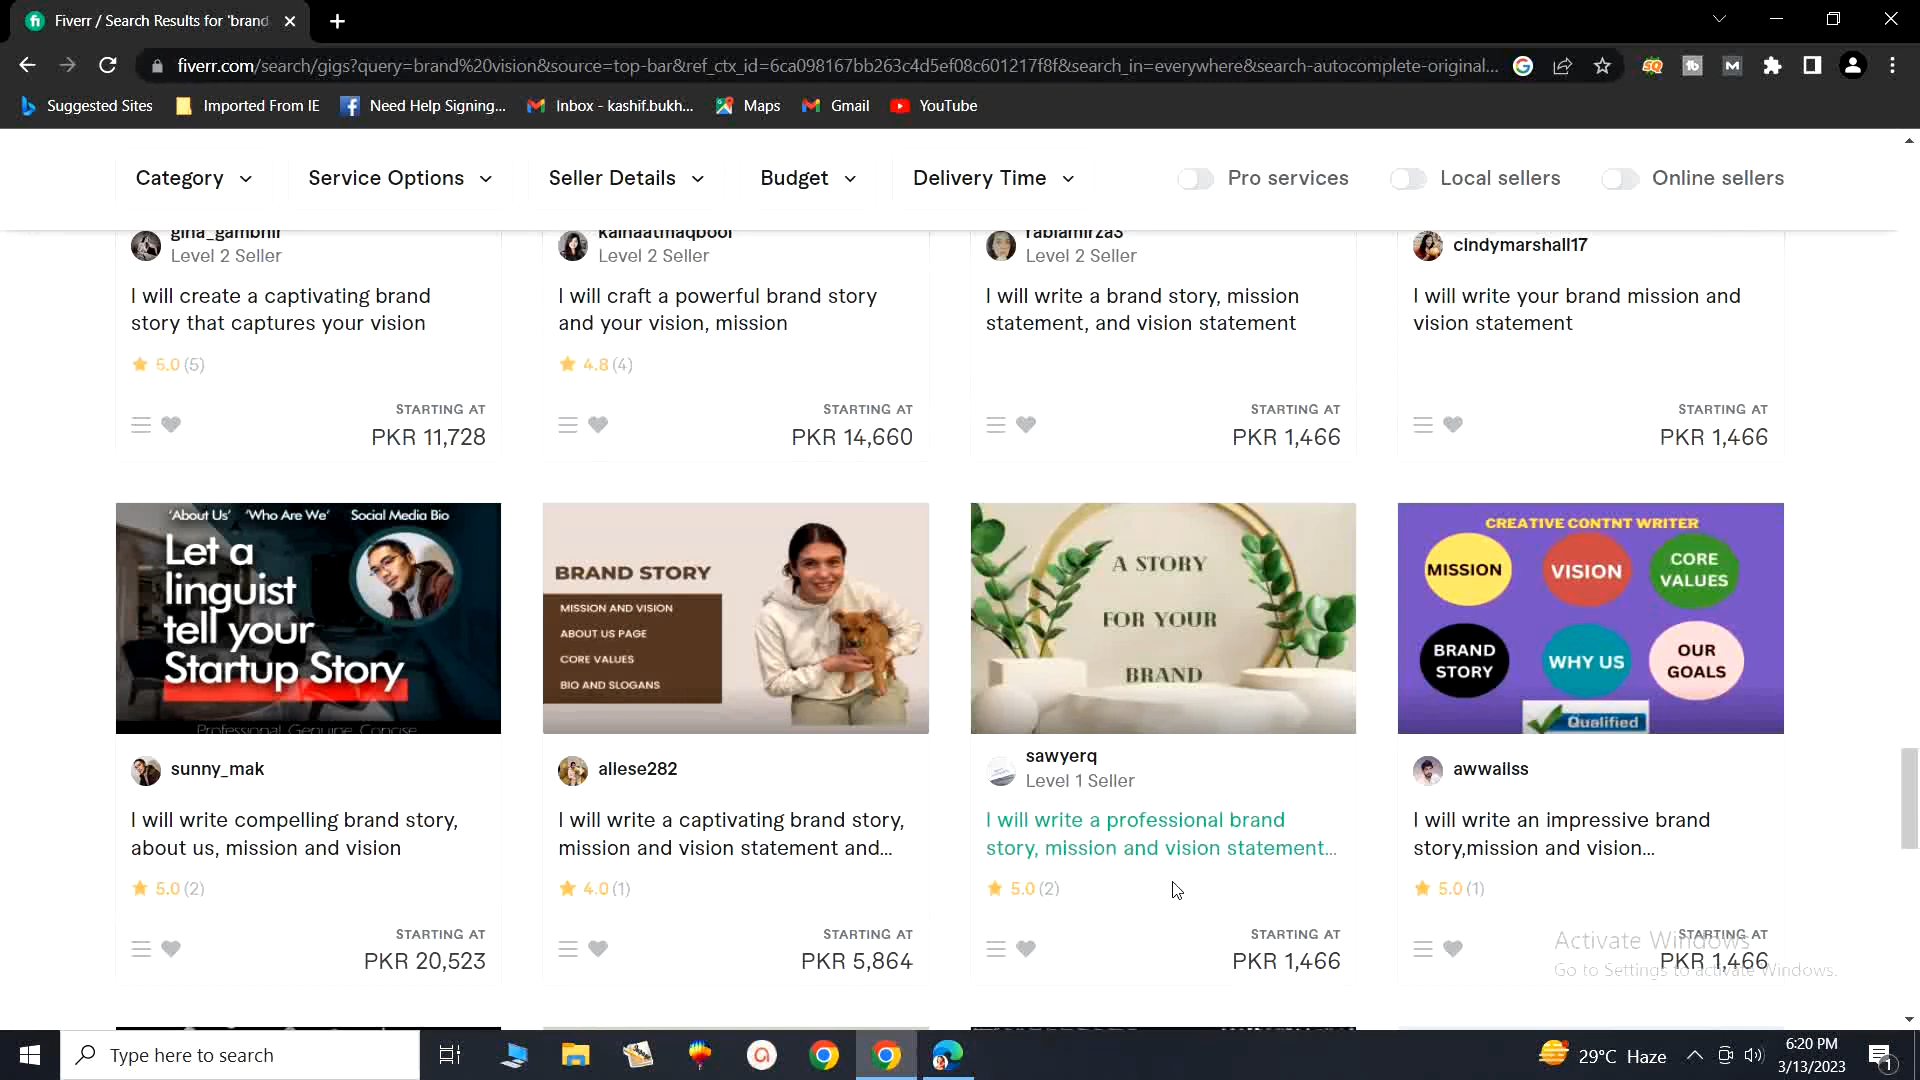 Fiverr / Search Results for 'brand
fiverr.com/search/gigs?query=brand%20vision&source=top-bar&ref_ctx_id=6ca098167bb263c4d5ef08c601217f8f&search_in=everywhere&search-autocomplete-original...
Suggested Sites Imported From IE Need Help Signing... Inbox - kashif.bukh... Maps Gmail YouTube
Category Service Options Seller Details Budget Delivery Time Pro services Local sellers Online sellers
gina_gambhir
Level 2 Seller
I will create a captivating brand
story that captures your vision
5.0 (5)
STARTING AT
PKR 11,728
kainaatmaqbool
Level 2 Seller
I will craft a powerful brand story
and your vision, mission
4.8 (4)
STARTING AT
PKR 14,660
rabiamirza3
Level 2 Seller
I will write a brand story, mission
statement, and vision statement
STARTING AT
PKR 1,466
cindymarshall17
I will write your brand mission and
vision statement
STARTING AT
PKR 1,466
'About Us' 'Who Are We' Social Media Bio
Let a
linguist
tell your
Startup Story
Professional Genuine Concise
sunny_mak
I will write compelling brand story,
about us, mission and vision
5.0 (2)
STARTING AT
PKR 20,523
BRAND STORY
MISSION AND VISION
ABOUT US PAGE
CORE VALUES
BIO AND SLOGANS
allese282
I will write a captivating brand story,
mission and vision statement and...
4.0 (1)
STARTING AT
PKR 5,864
A STORY
FOR YOUR
BRAND
sawyerq
Level 1 Seller
I will write a professional brand
story, mission and vision statement...
5.0 (2)
STARTING AT
PKR 1,466
CREATIVE CONTNT WRITER
MISSION
VISION
CORE
VALUES
BRAND
STORY
WHY US
OUR
GOALS
Qualified
awwaliss
I will write an impressive brand
story,mission and vision...
5.0 (1)
STARTING AT
PKR 1,466
Activate Windows
Go to Settings to activate Windows.
Type here to search
29°C Haze
6:20 PM
3/13/2023
1